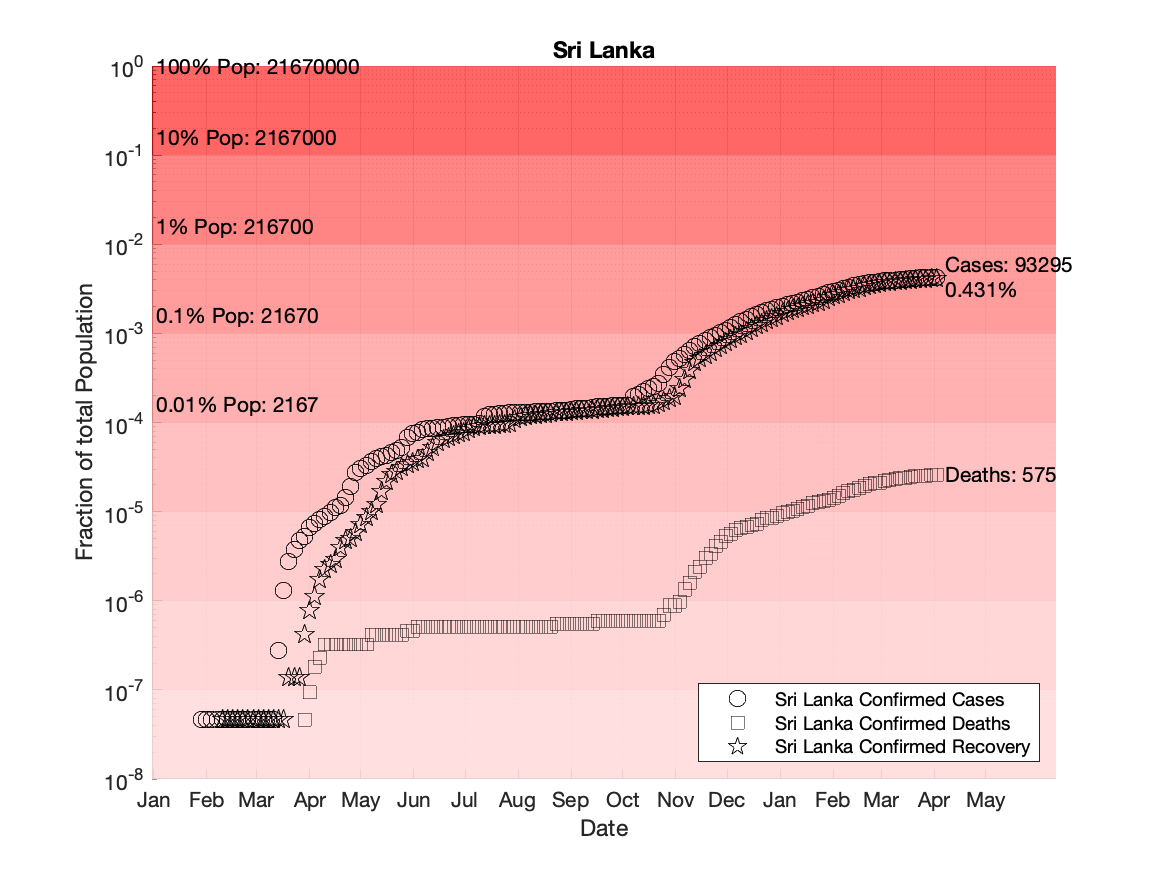 Sri Lanka
10^0
10^-1
10^-2
10^-3
10^-4
10^-5
10^-6
10^-7
10^-8
Fraction of total Population
100% Pop: 21670000
10% Pop: 2167000
1% Pop: 216700
0.1% Pop: 21670
0.01% Pop: 2167
Cases: 93295
0.431%
Deaths: 575
Sri Lanka Confirmed Cases
Sri Lanka Confirmed Deaths
Sri Lanka Confirmed Recovery
Jan Feb Mar Apr May Jun Jul Aug Sep Oct Nov Dec Jan Feb Mar Apr May
Date